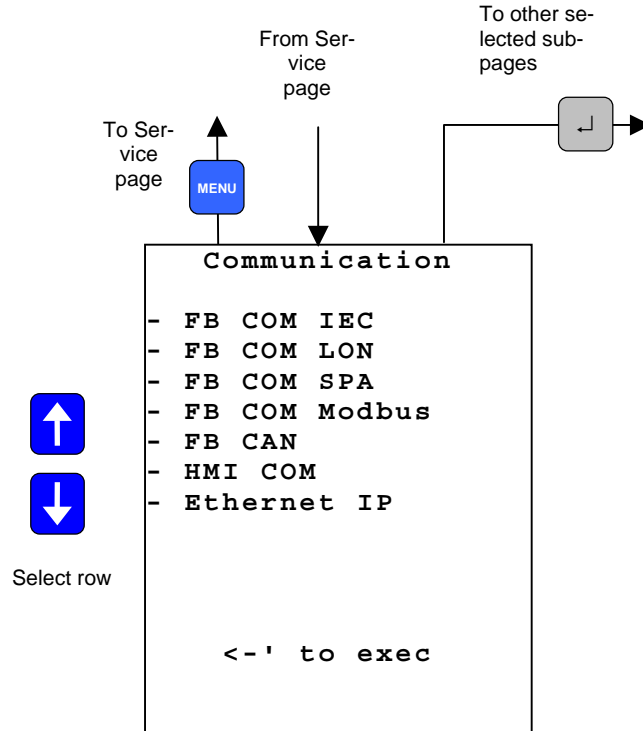 To other se-
lected sub-
pages
From Ser-
vice
page
↵
To Ser-
vice
page
MENU
Communication
- FB COM IEC
- FB COM LON
- FB COM SPA
- FB COM Modbus
- FB CAN
- HMI COM
- Ethernet IP
Select row
<-' to exec